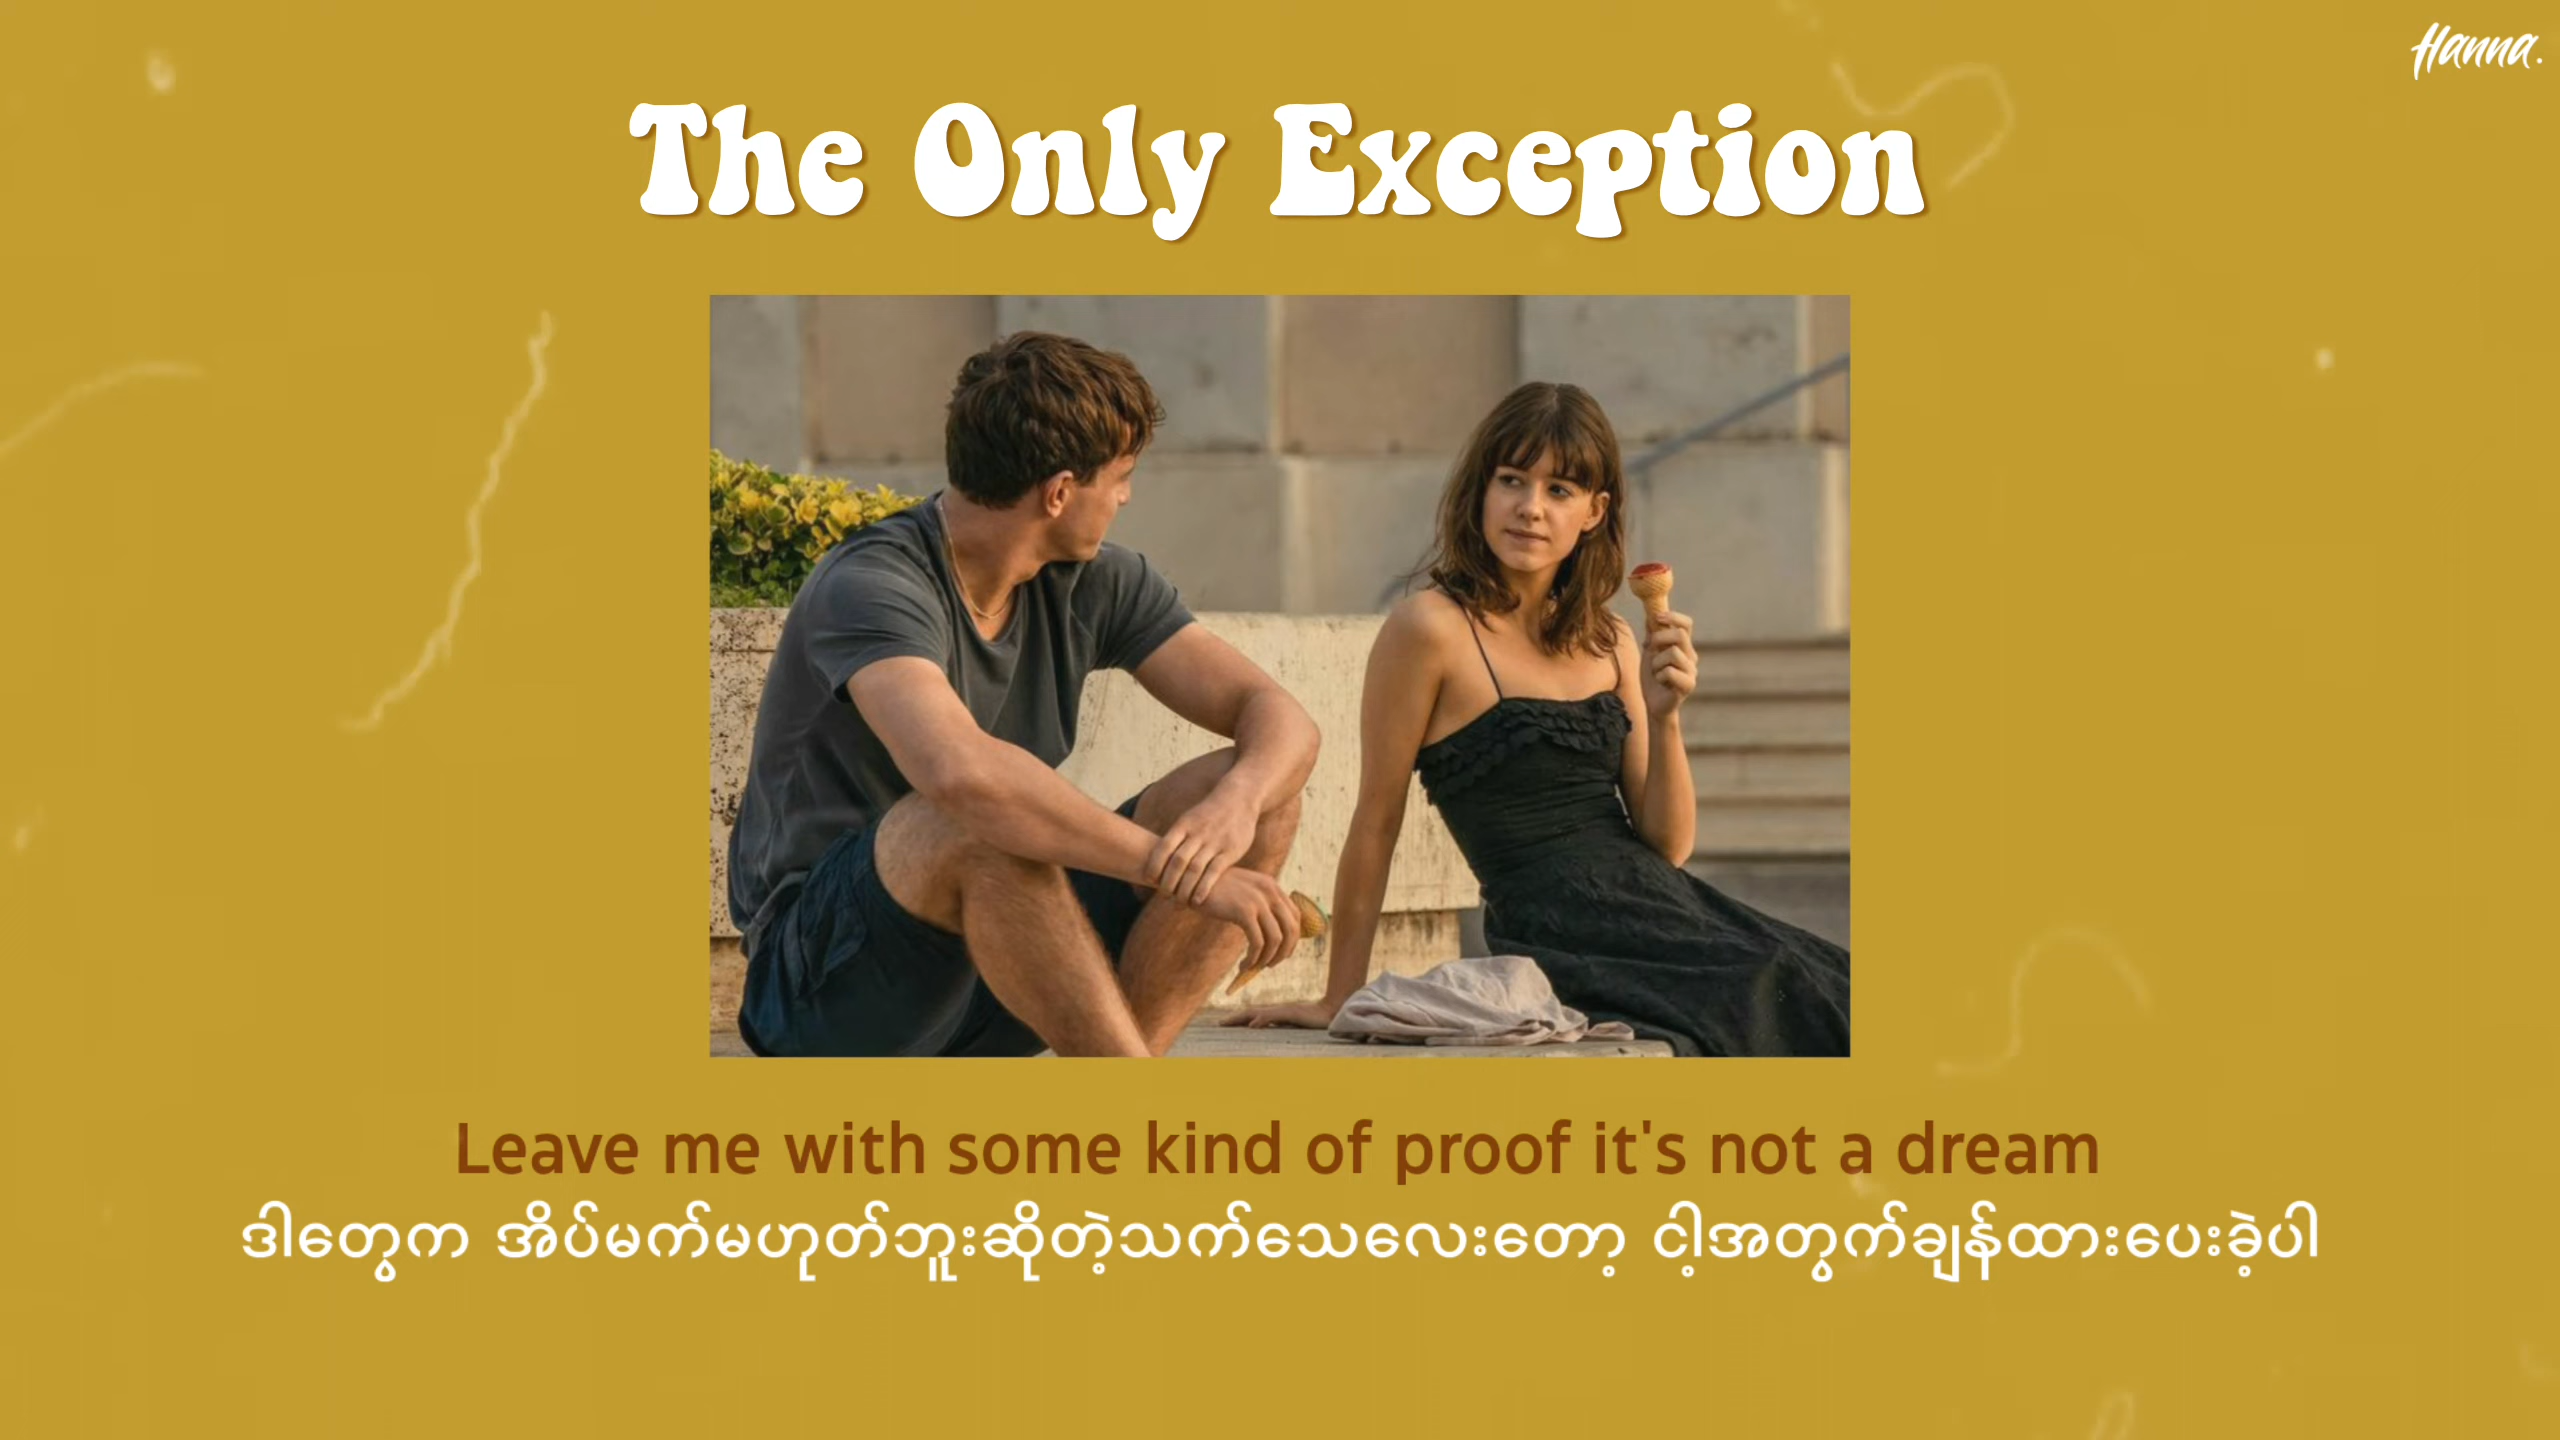 Hanna.
The Only Exception
Leave me with some kind of proof it's not a dream
ဒါတွေက အိပ်မက်မဟုတ်ဘူးဆိုတဲ့သက်သေလေးတော့ ငါ့အတွက်ချန်ထားပေးခဲ့ပါ